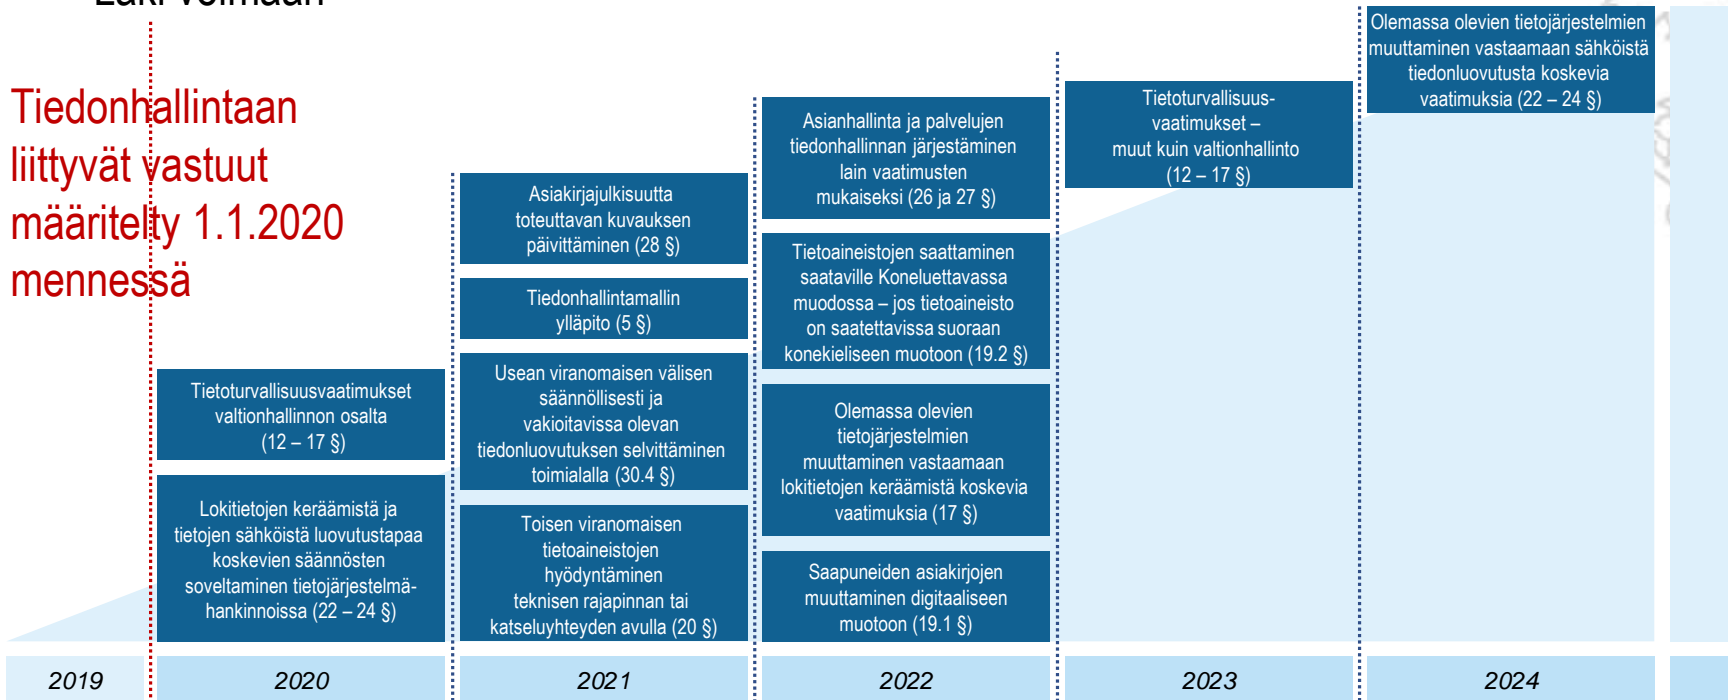 Laki voimaan
Tiedonhallintaan
liittyvät vastuut
määritelty 1.1.2020
mennessä
Tietoturvallisuusvaatimukset
valtionhallinnon osalta
(12 – 17 §)
Lokitietojen keräämistä ja
tietojen sähköistä luovutustapaa
koskevien säännösten
soveltaminen tietojärjestelmä-
hankinnoissa (22 – 24 §)
Asiakirjajulkisuutta
toteuttavan kuvauksen
päivittäminen (28 §)
Tiedonhallintamallin
ylläpito (5 §)
Usean viranomaisen välisen
säännöllisesti ja
vakioitavissa olevan
tiedonluovutuksen selvittäminen
toimialalla (30.4 §)
Toisen viranomaisen
tietoaineistojen
hyödyntäminen
teknisen rajapinnan tai
katseluyhteyden avulla (20 §)
Asianhallinta ja palvelujen
tiedonhallinnan järjestäminen
lain vaatimusten
mukaiseksi (26 ja 27 §)
Tietoaineistojen saattaminen
saataville Koneluettavassa
muodossa – jos tietoaineisto
on saatettavissa suoraan
konekieliseen muotoon (19.2 §)
Olemassa olevien
tietojärjestelmien
muuttaminen vastaamaan
lokitietojen keräämistä koskevia
vaatimuksia (17 §)
Saapuneiden asiakirjojen
muuttaminen digitaaliseen
muotoon (19.1 §)
Tietoturvallisuus-
vaatimukset –
muut kuin valtionhallinto
(12 – 17 §)
Olemassa olevien tietojärjestelmien
muuttaminen vastaamaan sähköistä
tiedonluovutusta koskevia
vaatimuksia (22 – 24 §)
2019
2020
2021
2022
2023
2024